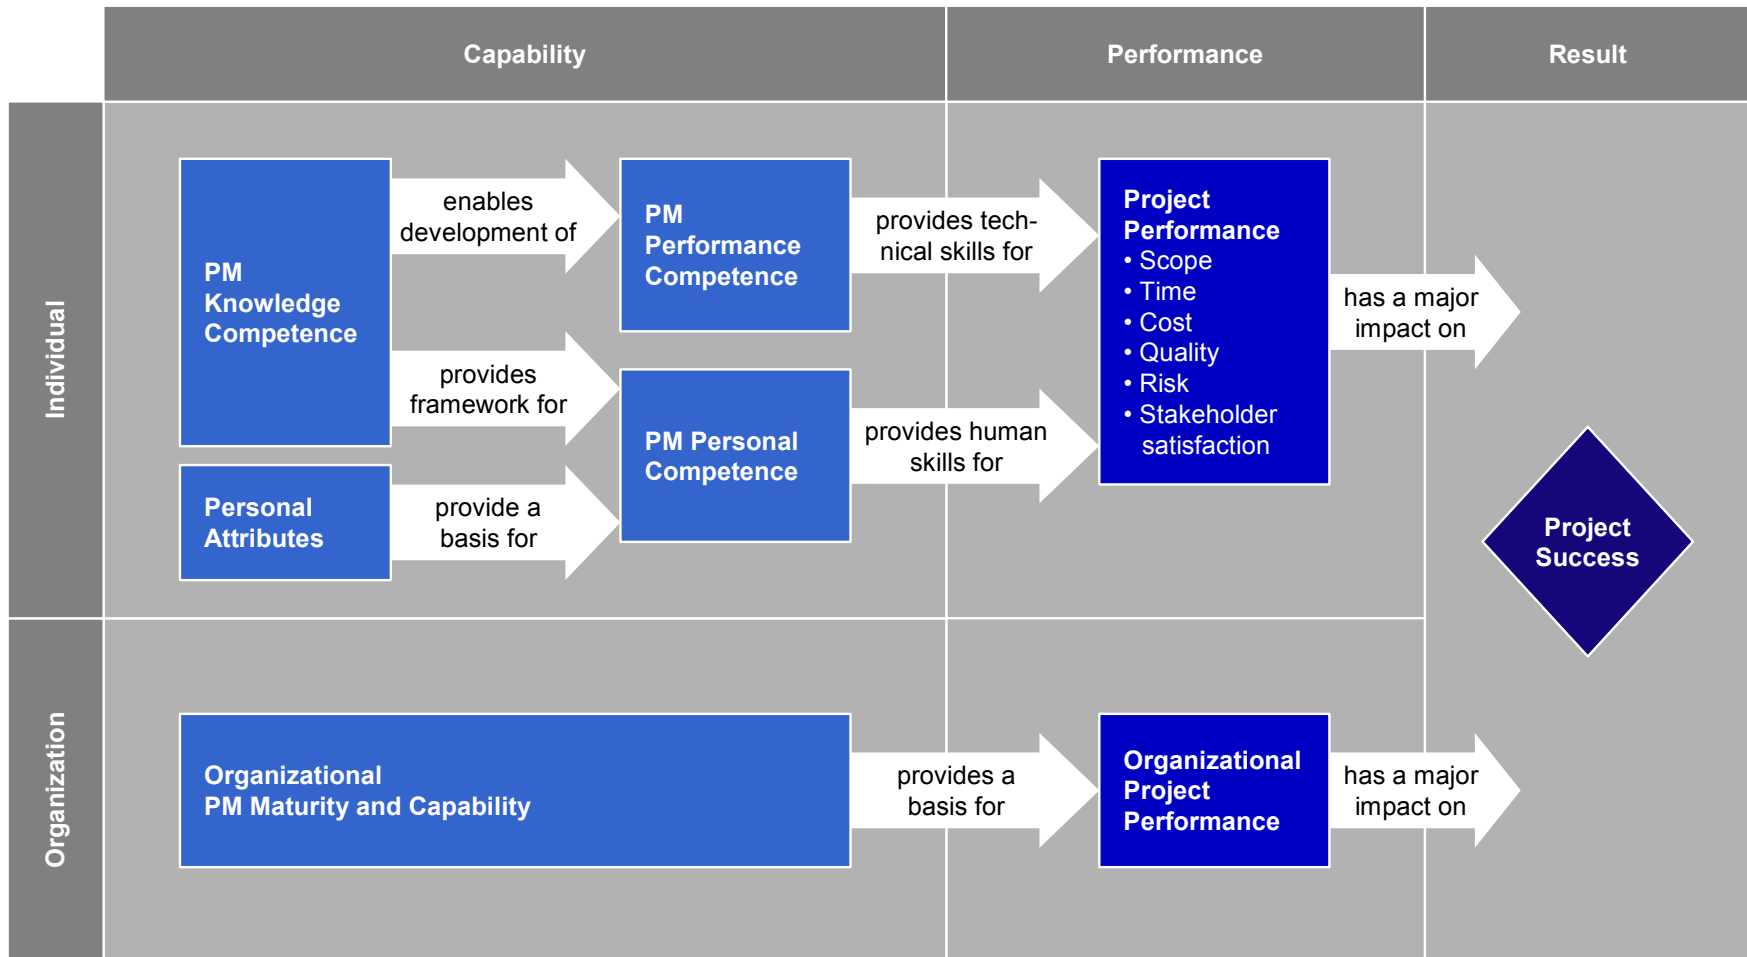 Capability
Performance
Result
Individual
PM
Knowledge
Competence
enables
development of
PM
Performance
Competence
provides tech-
nical skills for
Project
Performance
• Scope
• Time
• Cost
• Quality
• Risk
• Stakeholder
satisfaction
has a major
impact on
provides
framework for
Personal
Attributes
provide a
basis for
PM Personal
Competence
provides human
skills for
Project
Success
Organization
Organizational
PM Maturity and Capability
provides a
basis for
Organizational
Project
Performance
has a major
impact on